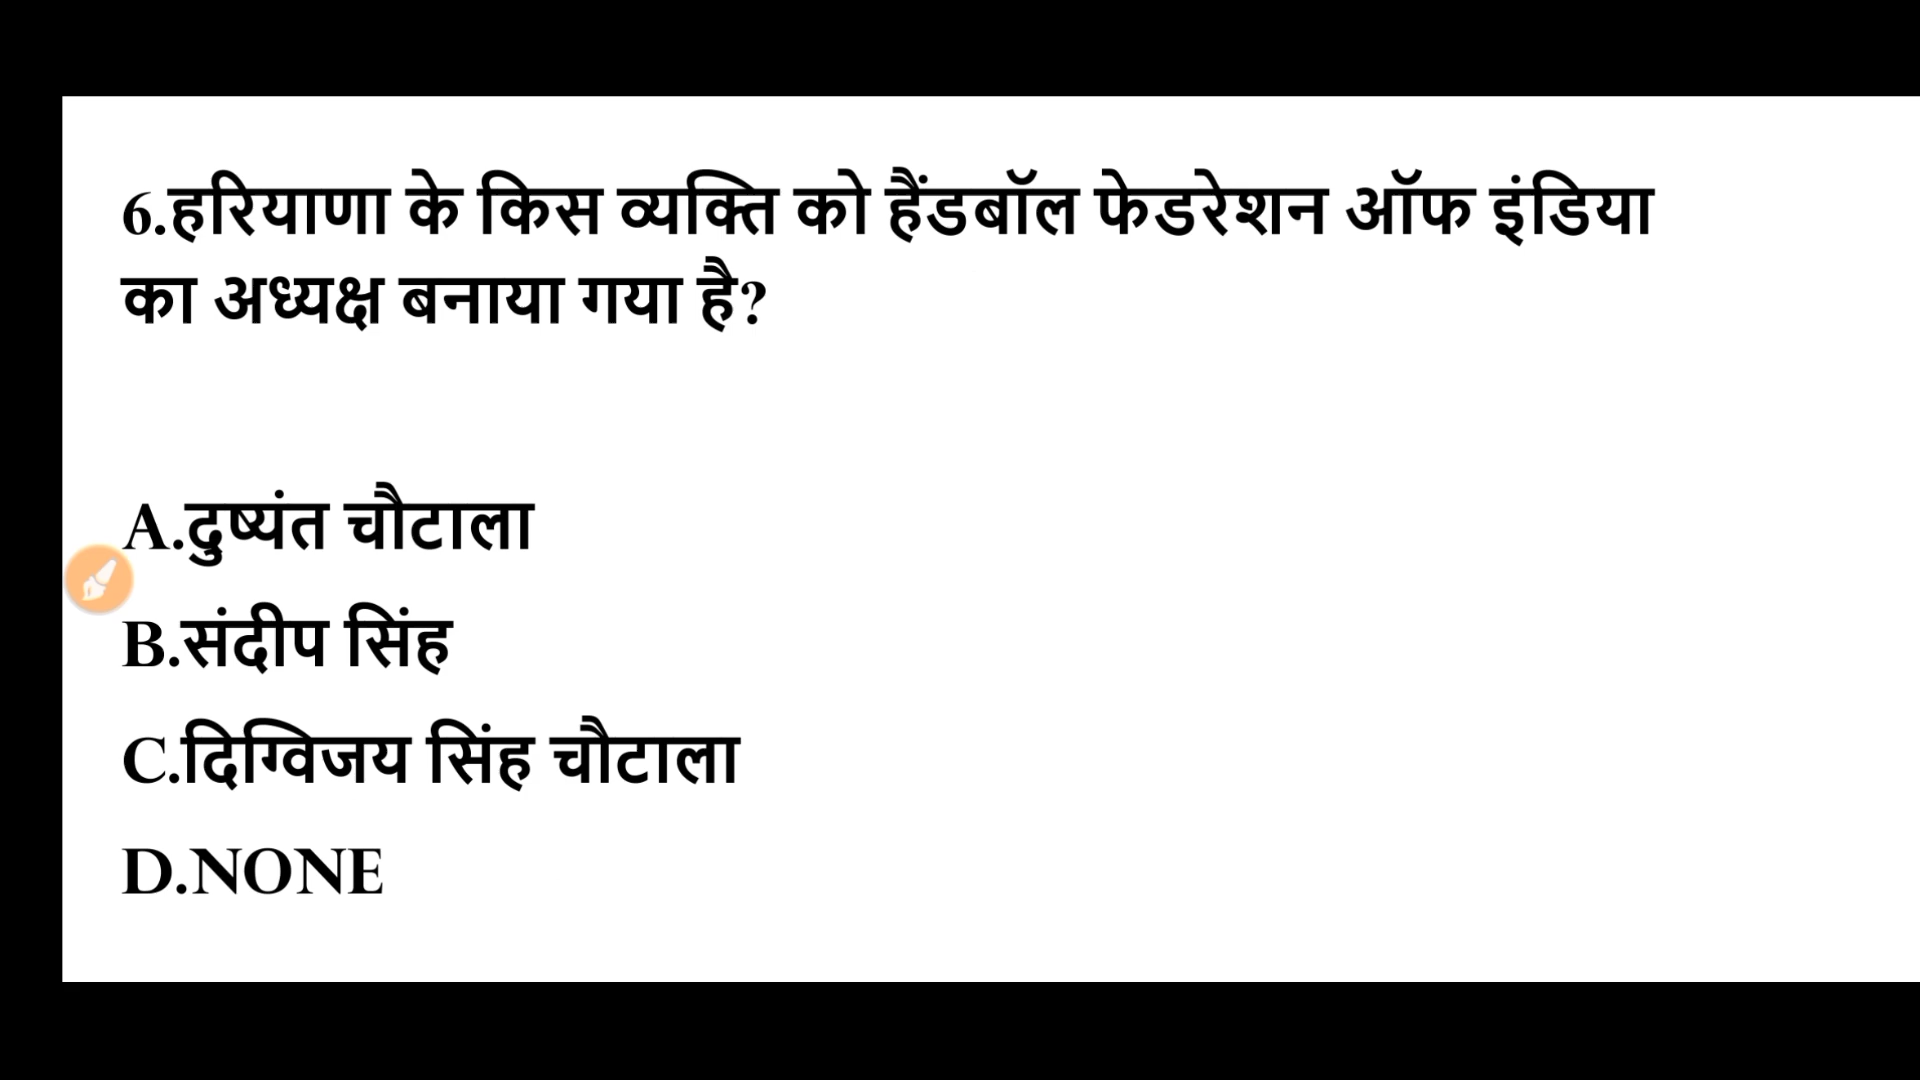 6.हरियाणा के किस व्यक्ति को हैंडबॉल फेडरेशन ऑफ इंडिया
का अध्यक्ष बनाया गया है?
A.दुष्यंत चौटाला
B.संदीप सिंह
C.दिग्विजय सिंह चौटाला
D.NONE